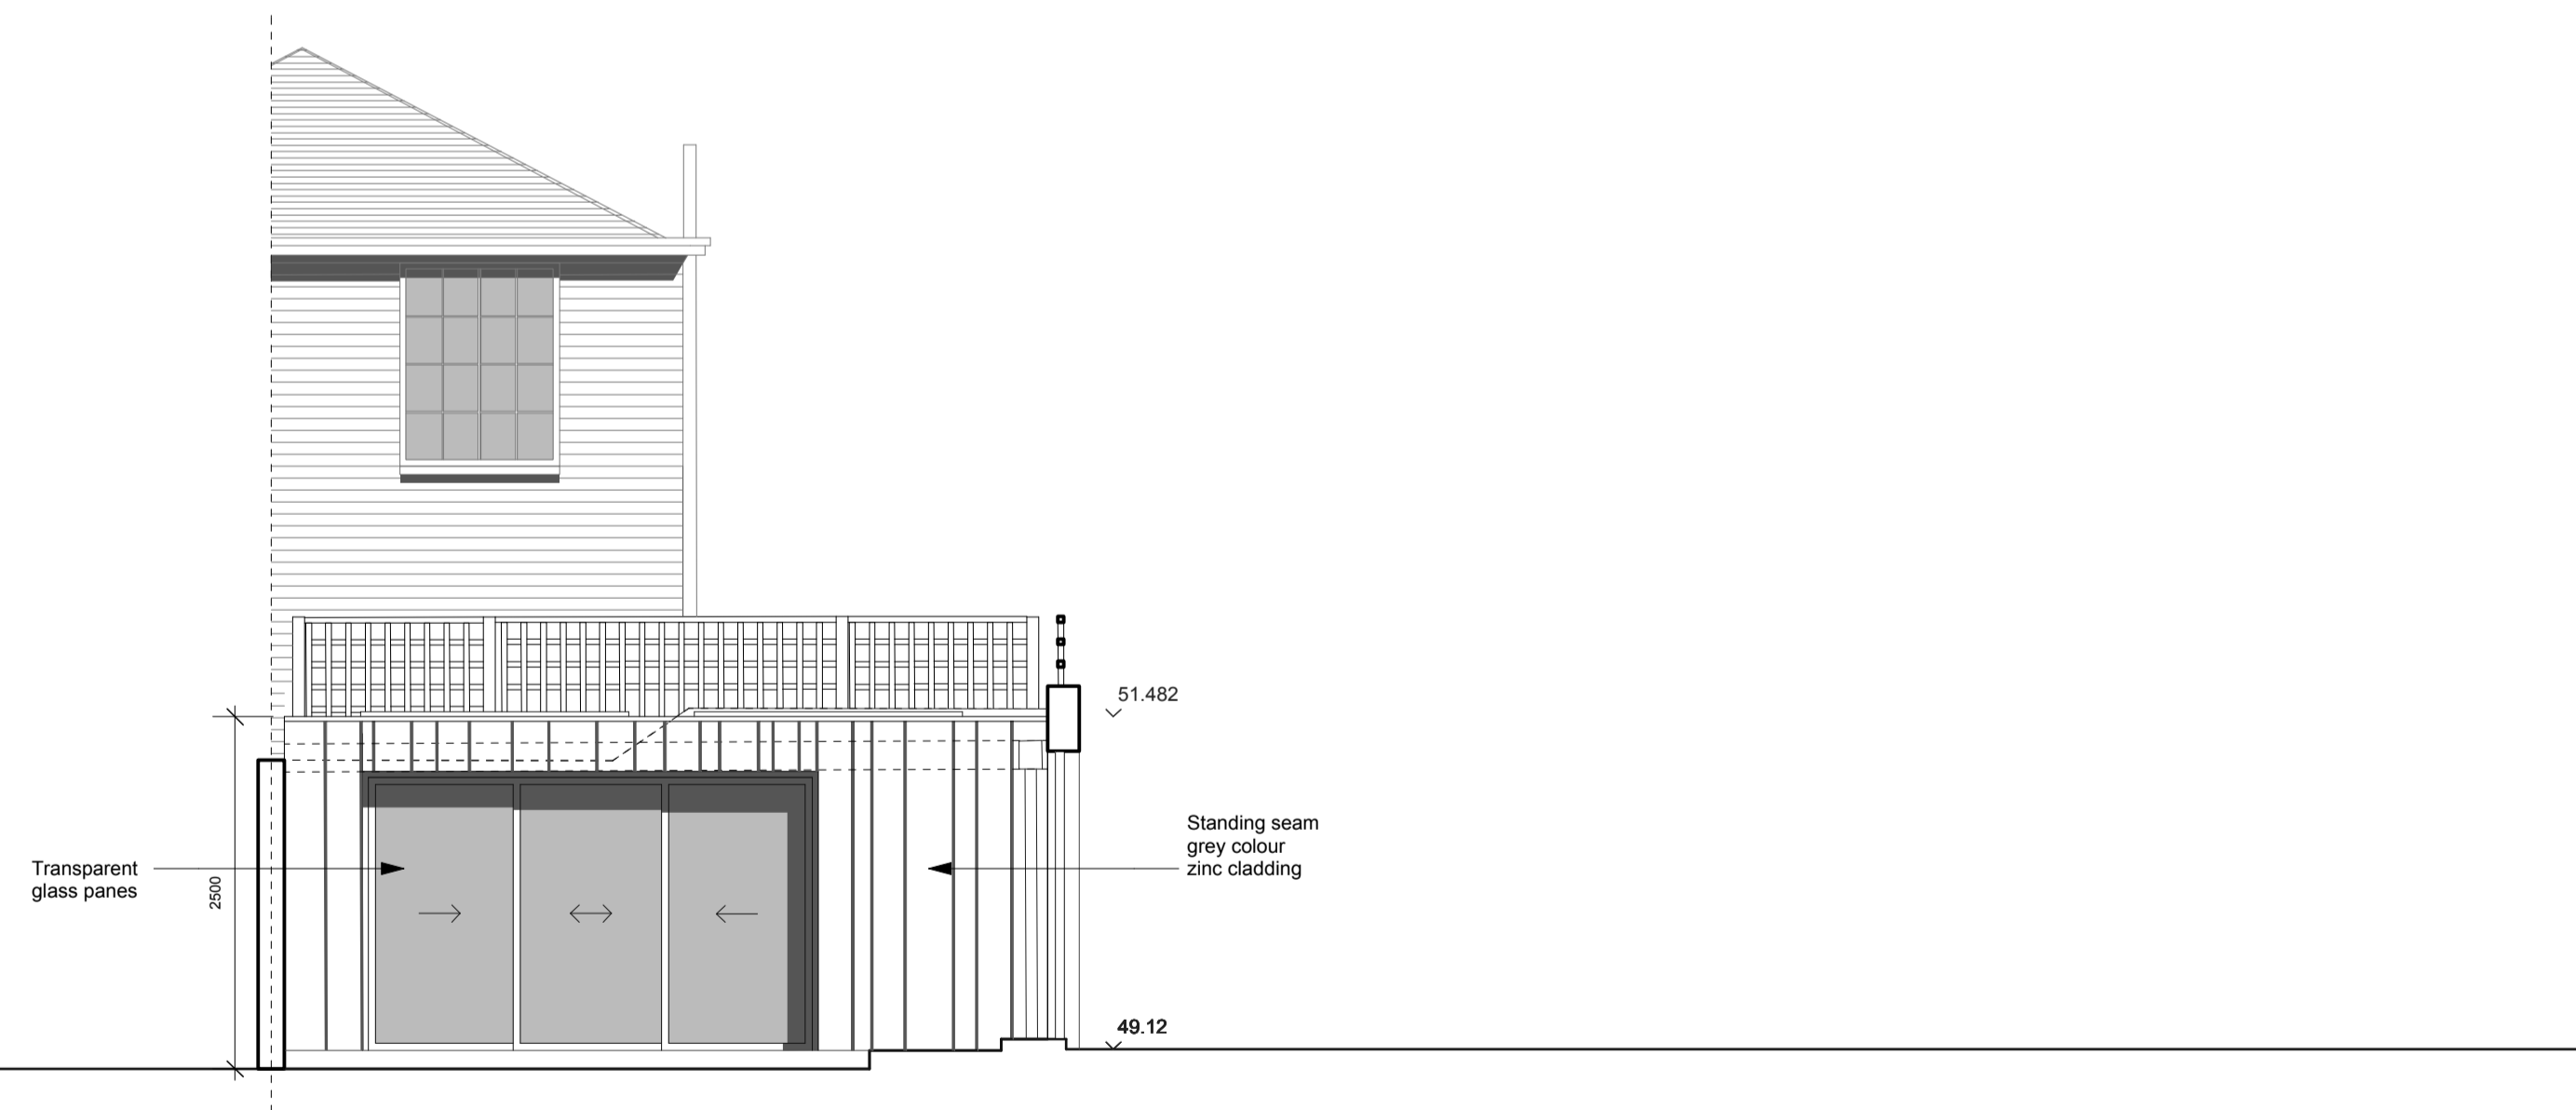 51.482
Standing seam
grey colour
zinc cladding
Transparent
glass panes
2500
49.12